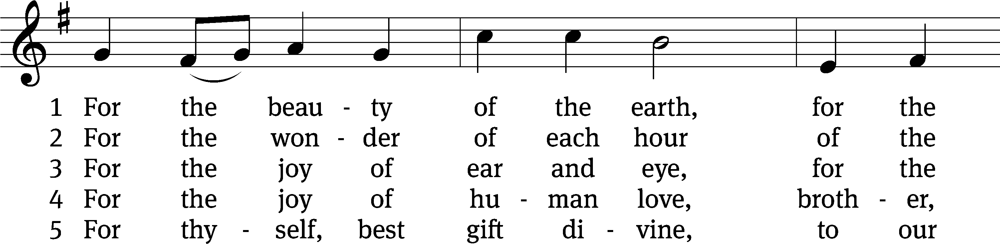 1 For the beau - ty of the earth, for the
2 For the won - der of each hour of the
3 For the joy of ear and eye, for the
4 For the joy of hu - man love, broth - er,
5 For thy - self, best gift di - vine, to our